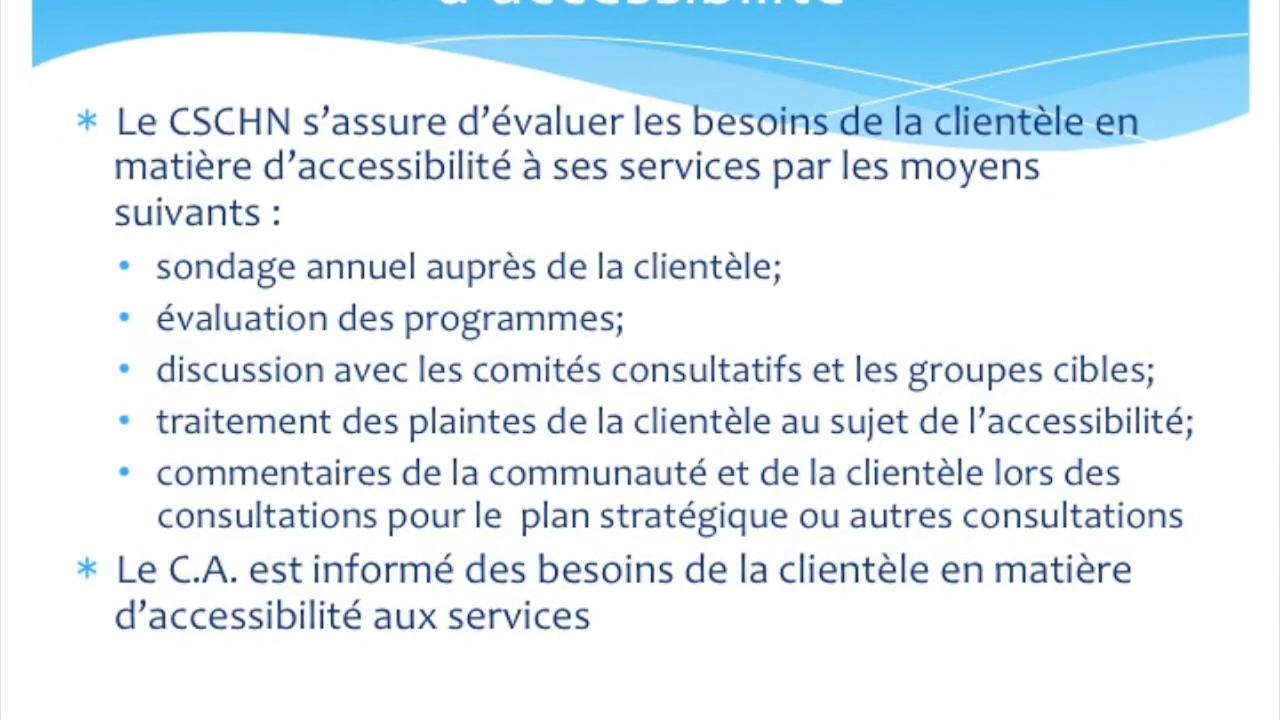 d'accessibilité
* Le CSCHN s’assure d’évaluer les besoins de la clientèle en
matière d’accessibilité à ses services par les moyens
suivants :
• sondage annuel auprès de la clientèle;
• évaluation des programmes;
• discussion avec les comités consultatifs et les groupes cibles;
• traitement des plaintes de la clientèle au sujet de l’accessibilité;
• commentaires de la communauté et de la clientèle lors des
consultations pour le  plan stratégique ou autres consultations
* Le C.A. est informé des besoins de la clientèle en matière
d’accessibilité aux services